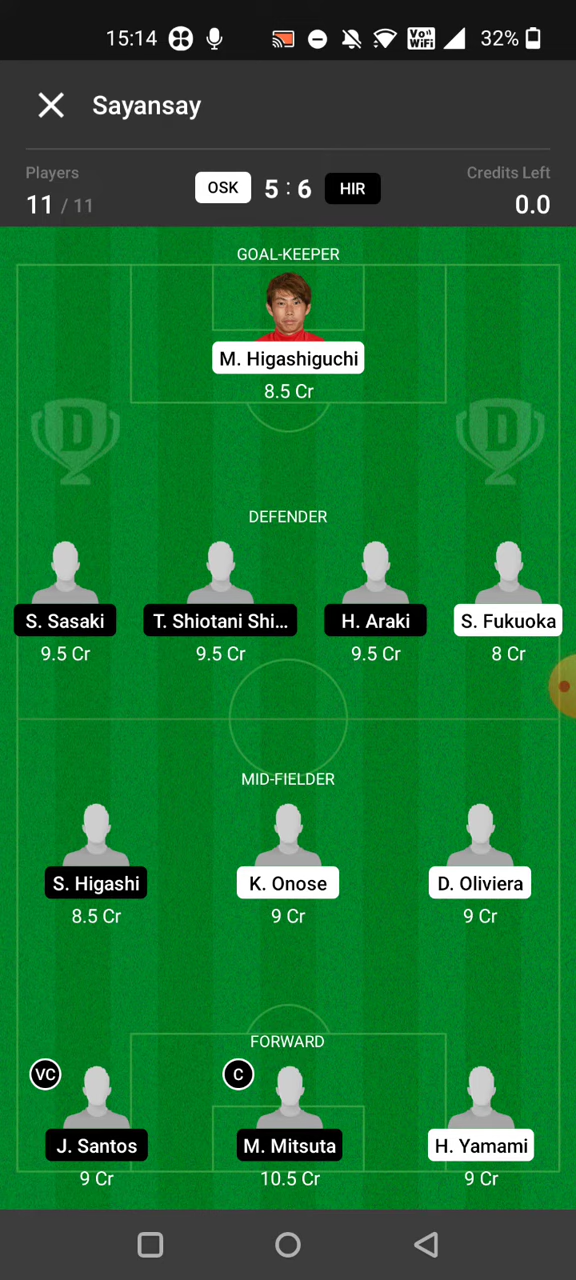 15:14 Vo)) WiFi 32%
Sayansay
Players Credits Left
11 / 11 OSK 5 : 6 HIR 0.0
GOAL-KEEPER
M. Higashiguchi
8.5 Cr
D D
DEFENDER
S. Sasaki T. Shiotani Shi... H. Araki S. Fukuoka
9.5 Cr 9.5 Cr 9.5 Cr 8 Cr
MID-FIELDER
S. Higashi K. Onose D. Oliviera
8.5 Cr 9 Cr 9 Cr
FORWARD
VC C
J. Santos M. Mitsuta H. Yamami
9 Cr 10.5 Cr 9 Cr